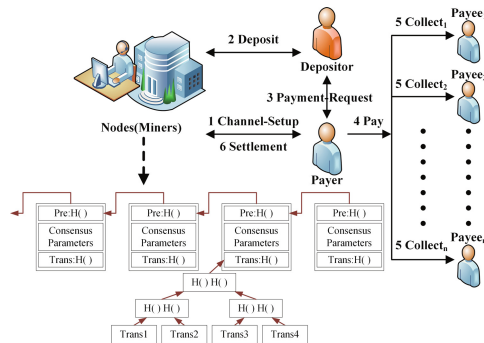 2 Deposit
Depositor
3 Payment-Request
Nodes(Miners)
1 Channel-Setup
6 Settlement
4 Pay
Payer
5 Collect1
Payee
5 Collect2
Payee
5 Collectn
Payee
Pre:H( ) Pre:H( ) Pre:H( ) Pre:H( )
Consensus Consensus Consensus Consensus
Parameters Parameters Parameters Parameters
Trans:H( ) Trans:H( ) Trans:H( ) Trans:H( )
H( ) H( )
H( ) H( ) H( ) H( )
Trans1 Trans2 Trans3 Trans4